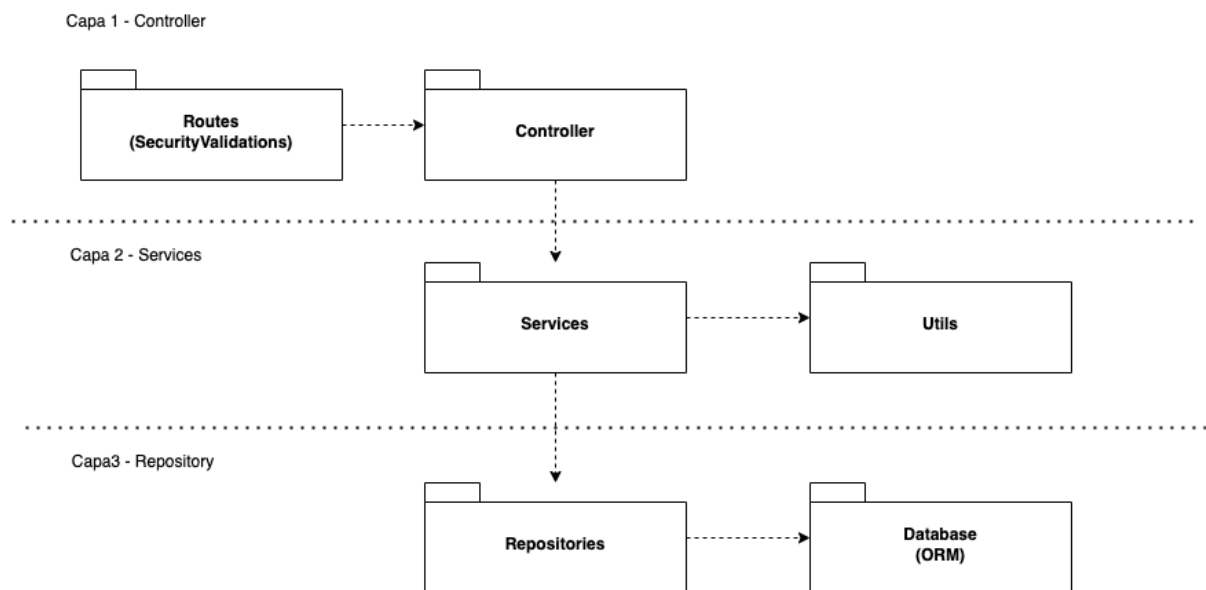 Capa 1 - Controller
Routes
(SecurityValidations)
Controller
Capa 2 - Services
Services
Utils
Capa3 - Repository
Repositories
Database
(ORM)